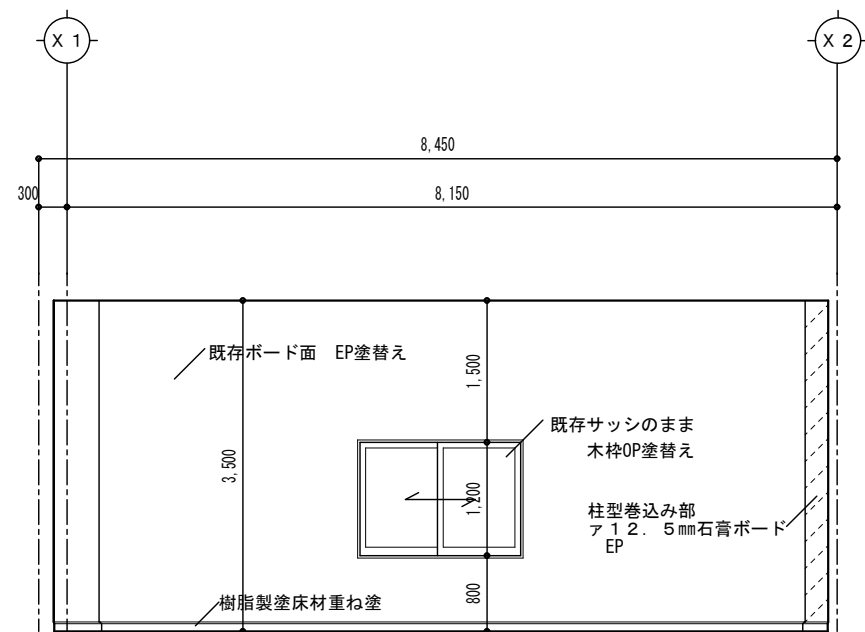 X 1
X 2
8,450
300
8,150
既存ボード面　EP塗替え
1,500
既存サッシのまま
木枠OP塗替え
3,500
1,200
柱型巻込み部
ァ１２．５㎜石膏ボード
EP
800
樹脂製塗床材重ね塗